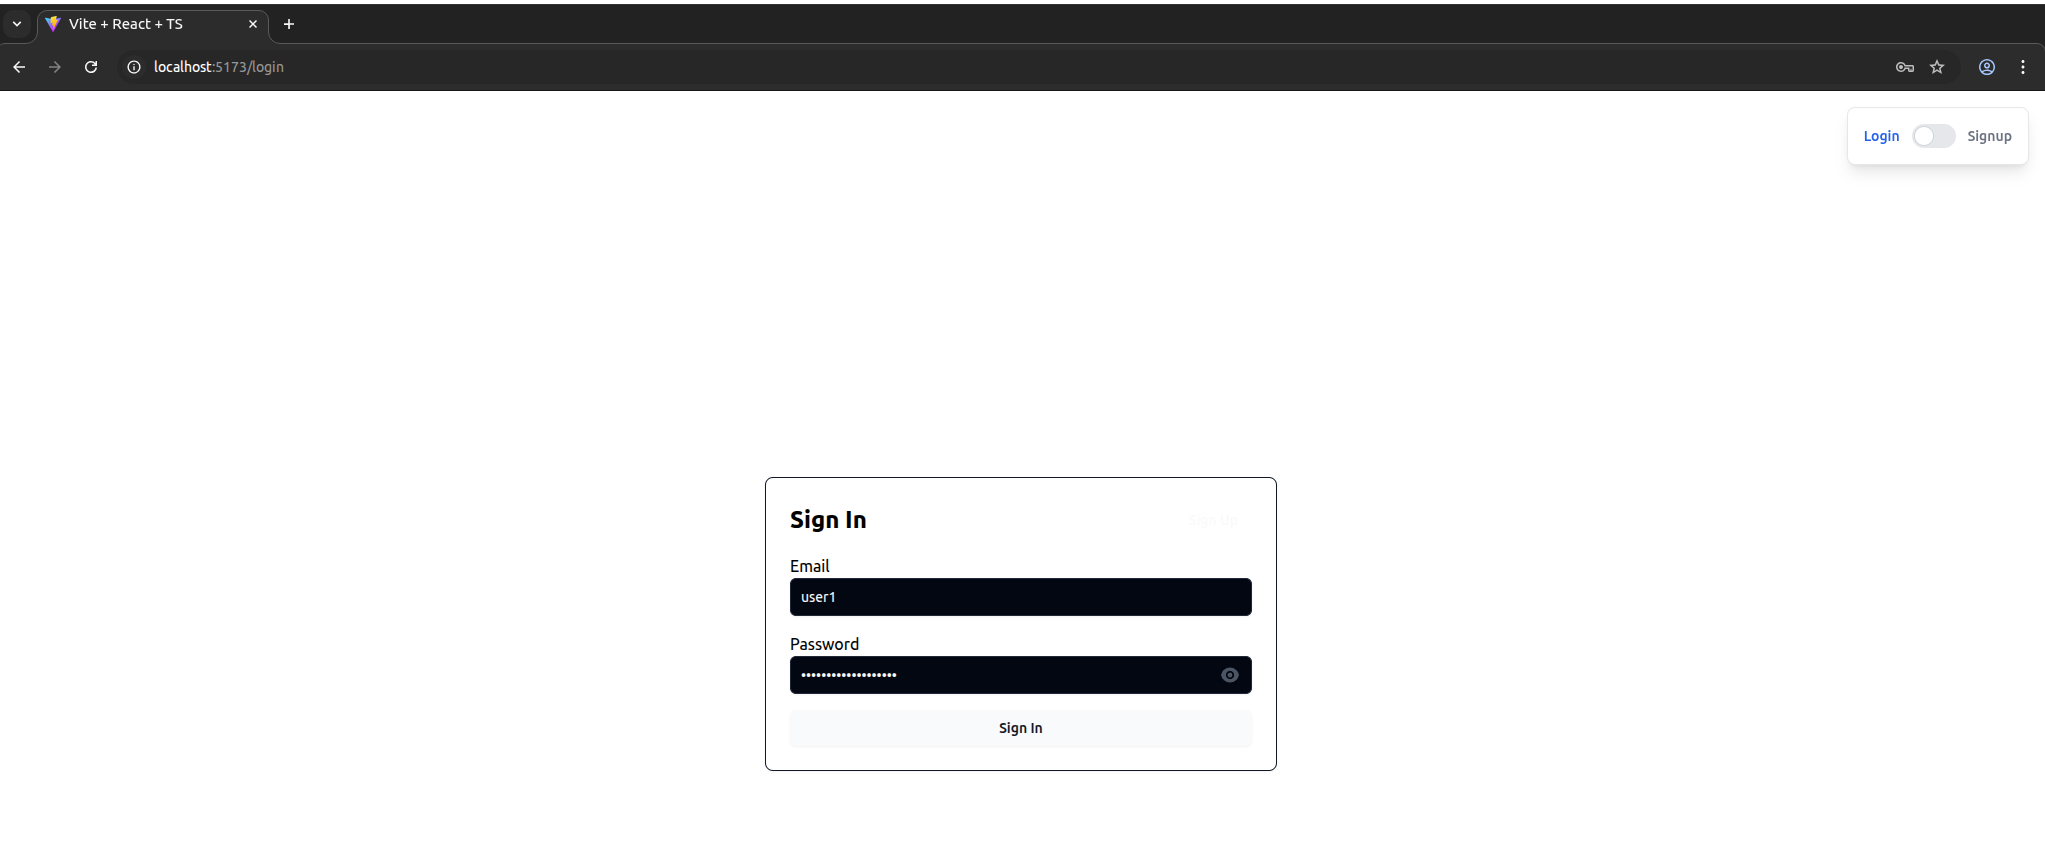 Vite + React + TS
localhost:5173/login
Login Signup
Sign In Sign Up
Email
user1
Password
•••••••••••••••••••
Sign In